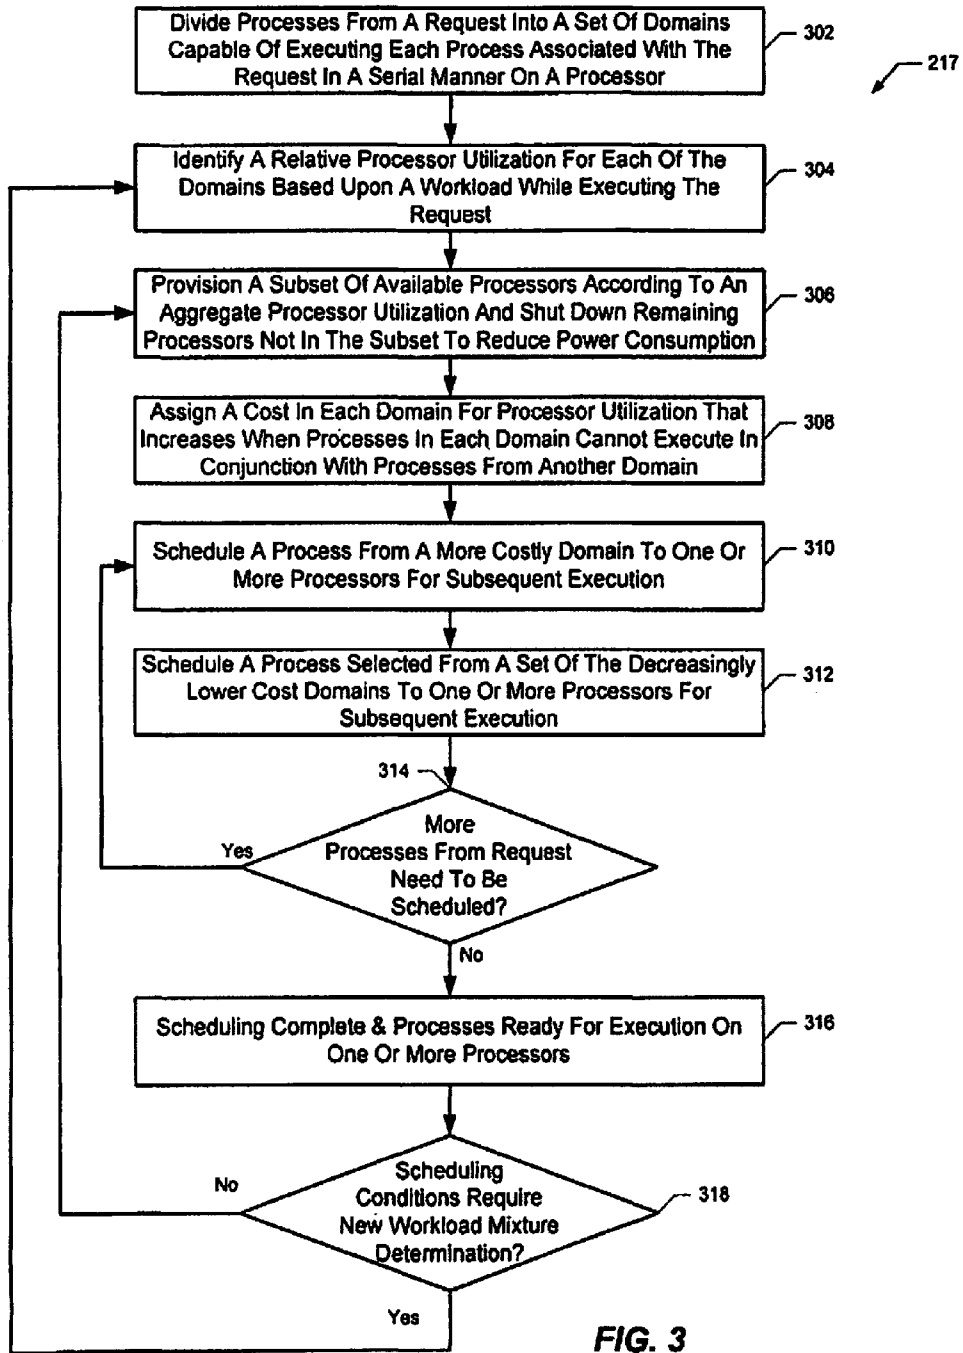 Divide Processes From A Request Into A Set Of Domains
Capable Of Executing Each Process Associated With The
Request In A Serial Manner On A Processor
302
217
Identify A Relative Processor Utilization For Each Of The
Domains Based Upon A Workload While Executing The
Request
304
Provision A Subset Of Available Processors According To An
Aggregate Processor Utilization And Shut Down Remaining
Processors Not In The Subset To Reduce Power Consumption
306
Assign A Cost In Each Domain For Processor Utilization That
Increases When Processes In Each Domain Cannot Execute In
Conjunction With Processes From Another Domain
308
Schedule A Process From A More Costly Domain To One Or
More Processors For Subsequent Execution
310
Schedule A Process Selected From A Set Of The Decreasingly
Lower Cost Domains To One Or More Processors For
Subsequent Execution
312
314
More
Processes From Request
Need To Be
Scheduled?
Yes
No
Scheduling Complete & Processes Ready For Execution On
One Or More Processors
316
Scheduling
Conditions Require
New Workload Mixture
Determination?
No
318
Yes
FIG. 3